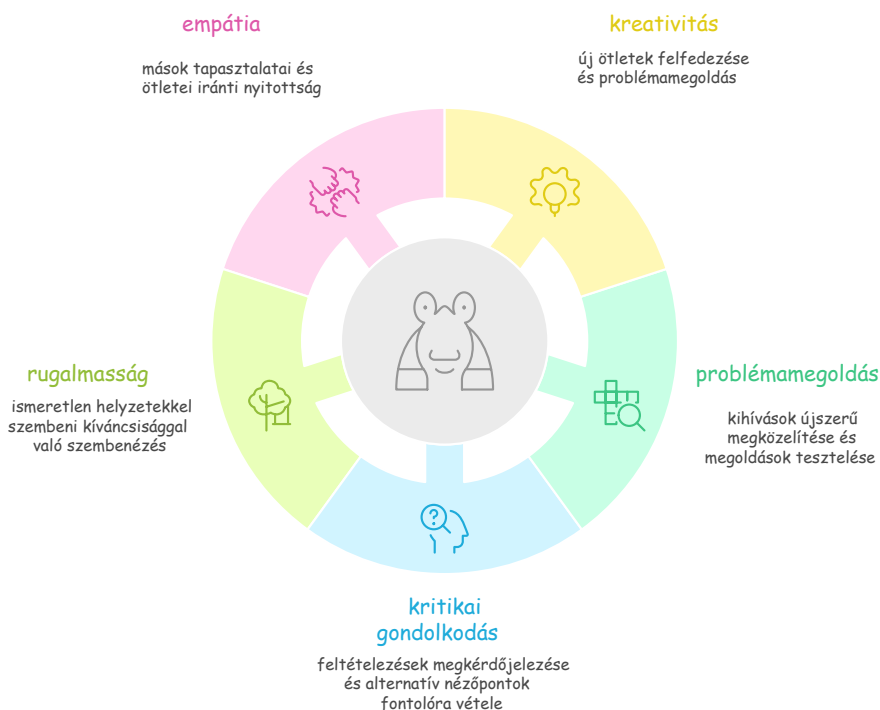 empátia
mások tapasztalatai és
ötletei iránti nyitottság
kreativitás
új ötletek felfedezése
és problémamegoldás
rugalmasság
ismeretlen helyzetekkel
szembeni kíváncsisággal
való szembenézés
problémamegoldás
kihívások újszerű
megközelítése és
megoldások tesztelése
kritikai
gondolkodás
feltételezések megkérdőjelezése
és alternatív nézőpontok
fontolóra vétele